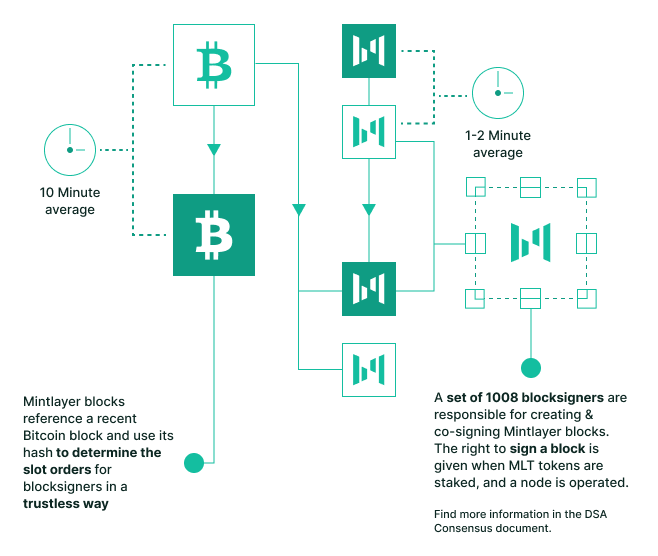 10 Minute
average
1-2 Minute
average
Mintlayer blocks
reference a recent
Bitcoin block and use its
hash to determine the
slot orders for
blocksigners in a
trustless way
A set of 1008 blocksigners are
responsible for creating &
co-signing Mintlayer blocks.
The right to sign a block is
given when MLT tokens are
staked, and a node is operated.
Find more information in the DSA
Consensus document.